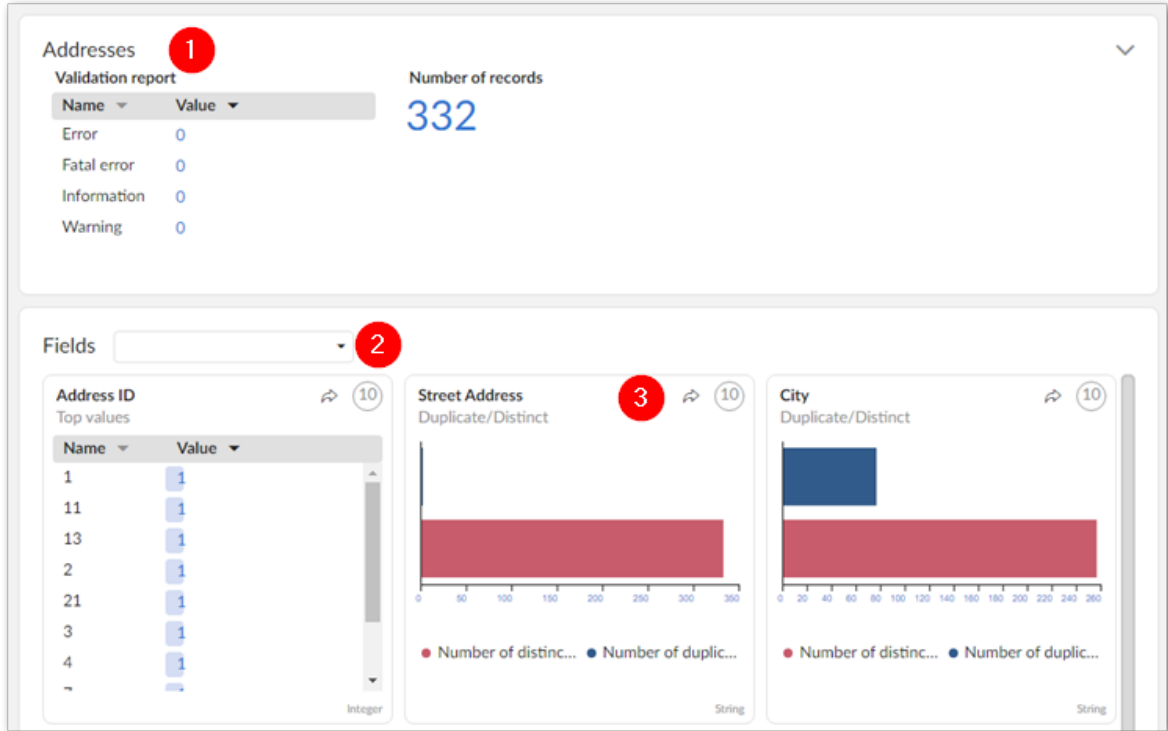 Addresses 1
Validation report
Number of records
Name Value
332
Error 0
Fatal error 0
Information 0
Warning 0
Fields 2
Address ID 10
Top values
Name Value
1 1
11 1
13 1
2 1
21 1
3 1
4 1
Integer
Street Address 3 10
Duplicate/Distinct
0 50 100 150 200 250 300 350
Number of distinc... Number of duplic...
String
City 10
Duplicate/Distinct
0 20 40 60 80 100 120 140 160 180 200 220 240 260
Number of distinc... Number of duplic...
String